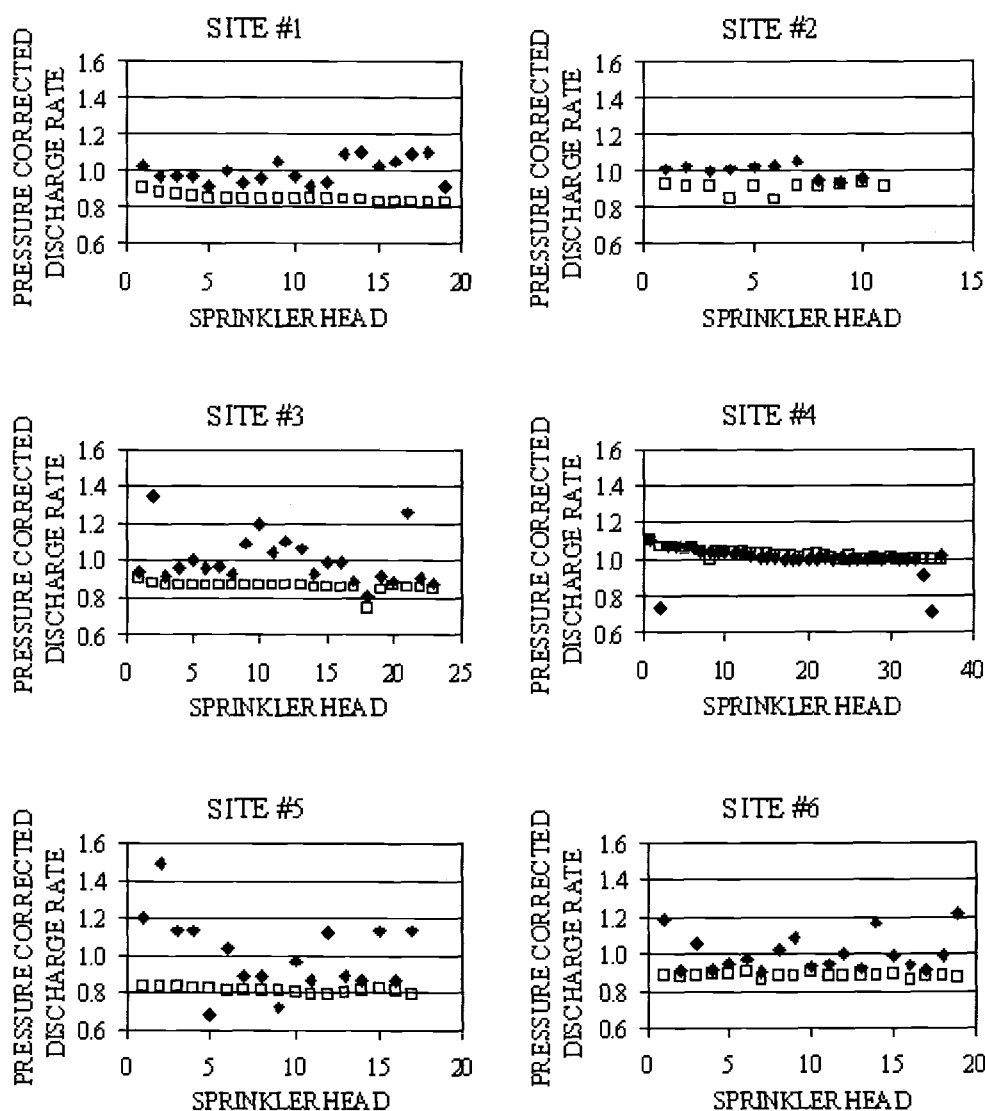 SITE #1
PRESSURE CORRECTED
DISCHARGE RATE
1.6
1.4
1.2
1.0
0.8
0.6
0 5 10 15 20
SPRINKLER HEAD
SITE #2
PRESSURE CORRECTED
DISCHARGE RATE
1.6
1.4
1.2
1.0
0.8
0.6
0 5 10 15
SPRINKLER HEAD
SITE #3
PRESSURE CORRECTED
DISCHARGE RATE
1.6
1.4
1.2
1.0
0.8
0.6
0 5 10 15 20 25
SPRINKLER HEAD
SITE #4
PRESSURE CORRECTED
DISCHARGE RATE
1.6
1.4
1.2
1.0
0.8
0.6
0 10 20 30 40
SPRINKLER HEAD
SITE #5
PRESSURE CORRECTED
DISCHARGE RATE
1.6
1.4
1.2
1.0
0.8
0.6
0 5 10 15 20
SPRINKLER HEAD
SITE #6
PRESSURE CORRECTED
DISCHARGE RATE
1.6
1.4
1.2
1.0
0.8
0.6
0 5 10 15 20
SPRINKLER HEAD